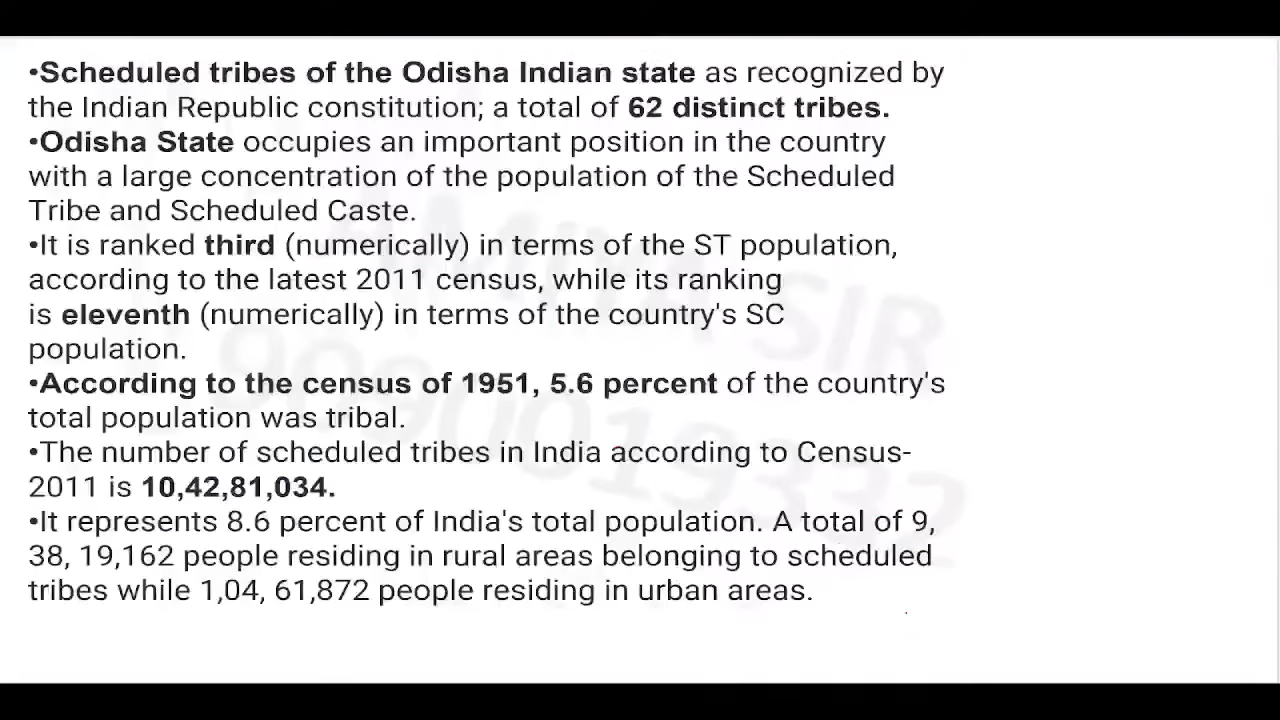 •Scheduled tribes of the Odisha Indian state as recognized by
the Indian Republic constitution; a total of 62 distinct tribes.
•Odisha State occupies an important position in the country
with a large concentration of the population of the Scheduled
Tribe and Scheduled Caste.
•It is ranked third (numerically) in terms of the ST population,
according to the latest 2011 census, while its ranking
is eleventh (numerically) in terms of the country's SC
population.
•According to the census of 1951, 5.6 percent of the country's
total population was tribal.
•The number of scheduled tribes in India according to Census-
2011 is 10,42,81,034.
•It represents 8.6 percent of India's total population. A total of 9,
38, 19,162 people residing in rural areas belonging to scheduled
tribes while 1,04, 61,872 people residing in urban areas.
AMIYA SIR
9090019332